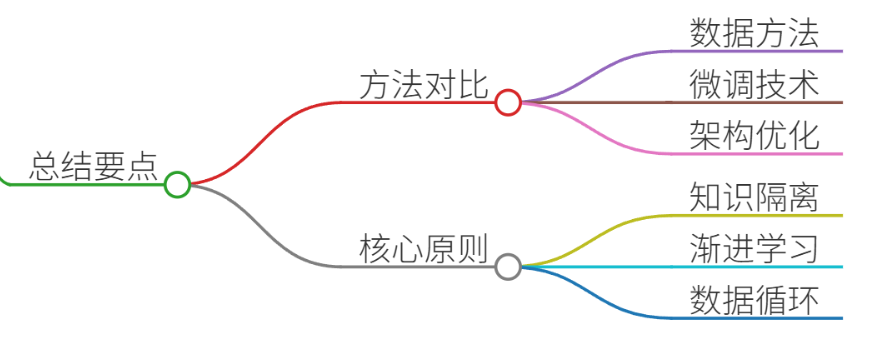 总结要点
方法对比
数据方法
微调技术
架构优化
核心原则
知识隔离
渐进学习
数据循环